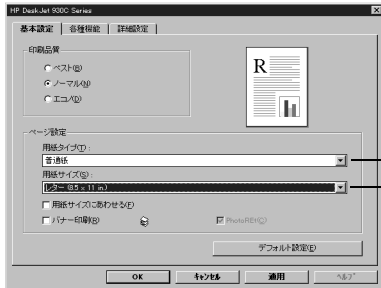 HP DeskJet 930C Series
基本設定 各種機能 詳細設定
印刷品質
ベスト(B)
ノーマル(N)
エコノ(D)
R
ページ設定
用紙タイプ(T):
普通紙
用紙サイズ(S):
レター (8.5 x 11 in.)
用紙サイズにあわせる(F)
バナー印刷(R)
PhotoREt(C)
デフォルト設定(E)
OK キャンセル 適用 ヘルプ